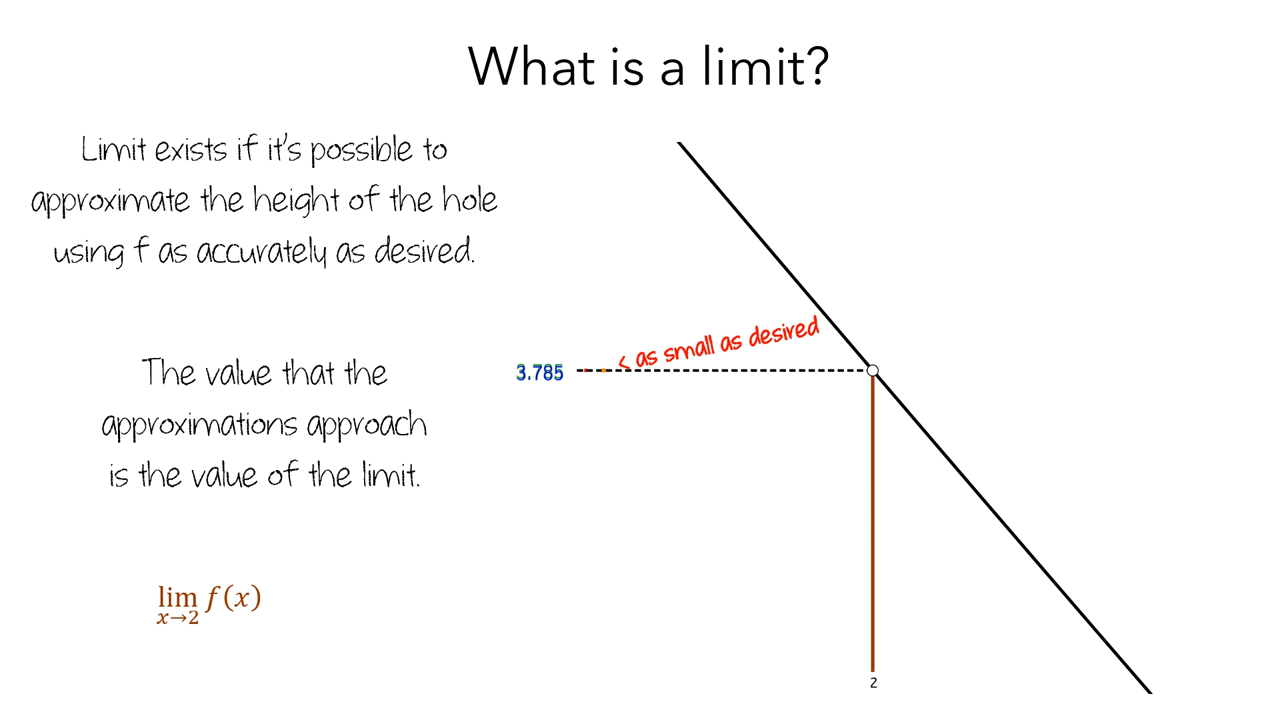 What is a limit?
Limit exists if it's possible to
approximate the height of the hole
using f as accurately as desired.
< as small as desired
3.785
The value that the
approximations approach
is the value of the limit.
lim f(x)
x→2
2